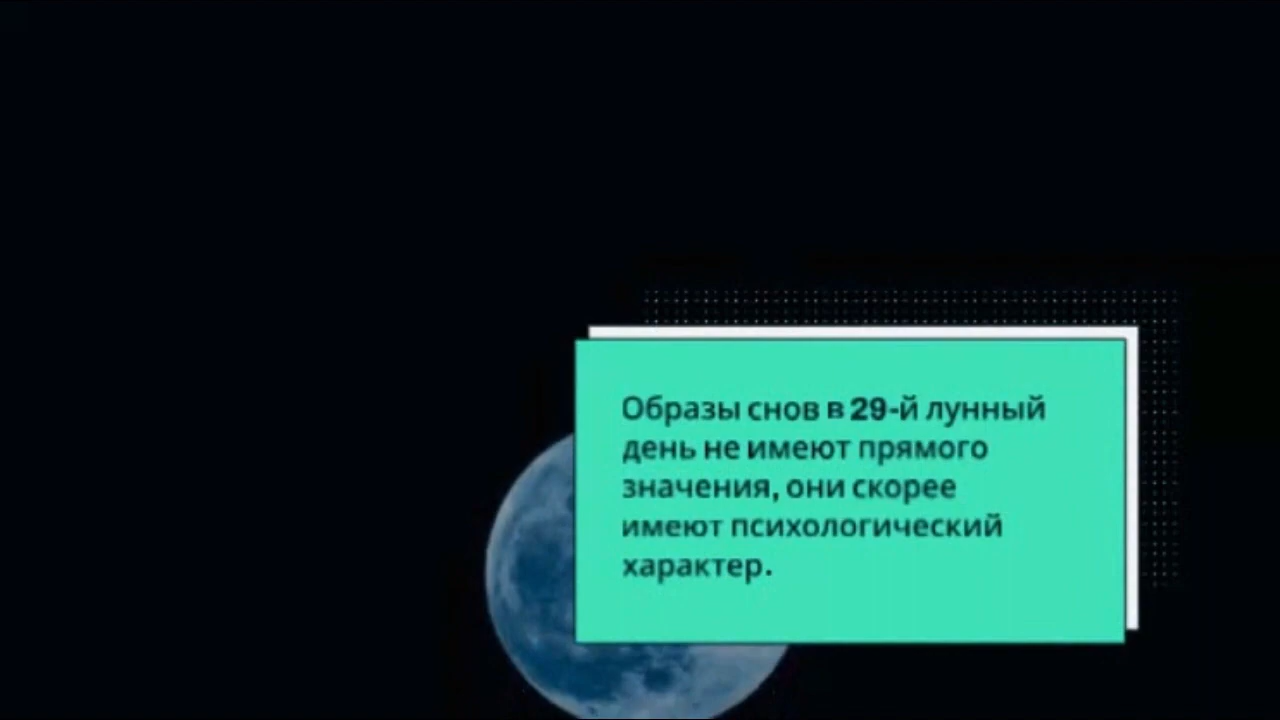 Образы снов в 29-й лунный
день не имеют прямого
значения, они скорее
имеют психологический
характер.